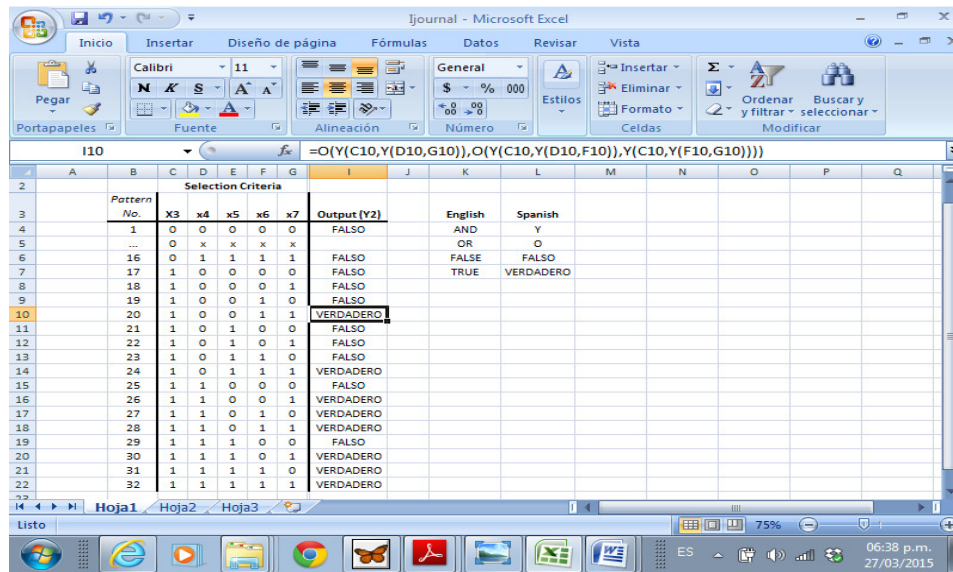 Ijournal - Microsoft Excel
Inicio Insertar Diseño de página Fórmulas Datos Revisar Vista
Pegar
Portapapeles
Calibri 11
N K S A A
A
Fuente
Alineación
General
$ % 000
Número
Estilos
Insertar
Eliminar
Formato
Celdas
Σ
Ordenar y filtrar
Buscar y seleccionar
Modificar
I10 fx =O(Y(C10,Y(D10,G10)),O(Y(C10,Y(D10,F10)),Y(C10,Y(F10,G10))))
A B C D E F G I J K L M N O P Q
2 Selection Criteria
3 Pattern No. X3 x4 x5 x6 x7 Output (Y2) English Spanish
4 1 0 0 0 0 0 FALSO AND Y
5 ... 0 x x x x OR O
6 16 0 1 1 1 1 FALSO FALSE FALSO
7 17 1 0 0 0 0 FALSO TRUE VERDADERO
8 18 1 0 0 0 1 FALSO
9 19 1 0 0 1 0 FALSO
10 20 1 0 0 1 1 VERDADERO
11 21 1 0 1 0 0 FALSO
12 22 1 0 1 0 1 FALSO
13 23 1 0 1 1 0 FALSO
14 24 1 0 1 1 1 VERDADERO
15 25 1 1 0 0 0 FALSO
16 26 1 1 0 0 1 VERDADERO
17 27 1 1 0 1 0 VERDADERO
18 28 1 1 0 1 1 VERDADERO
19 29 1 1 1 0 0 FALSO
20 30 1 1 1 0 1 VERDADERO
21 31 1 1 1 1 0 VERDADERO
22 32 1 1 1 1 1 VERDADERO
Hoja1 Hoja2 Hoja3
Listo 75%
ES 06:38 p.m.
27/03/2015